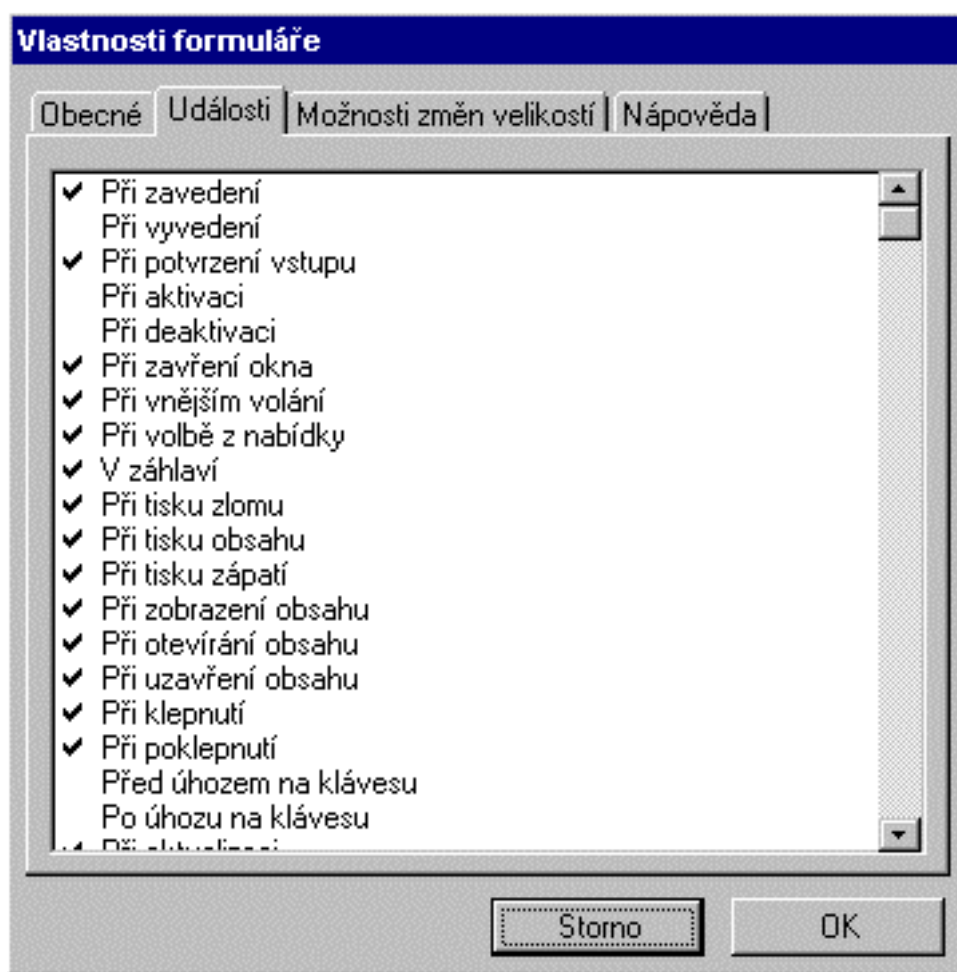 Vlastnosti formuláře
Obecné Události Možnosti změn velikostí Nápověda
Při zavedení
Při vyvedení
Při potvrzení vstupu
Při aktivaci
Při deaktivaci
Při zavření okna
Při vnějším volání
Při volbě z nabídky
V záhlaví
Při tisku zlomu
Při tisku obsahu
Při tisku zápatí
Při zobrazení obsahu
Při otevírání obsahu
Při uzavření obsahu
Při klepnutí
Při poklepnutí
Před úhozem na klávesu
Po úhozu na klávesu
Při aktualizaci
Storno OK